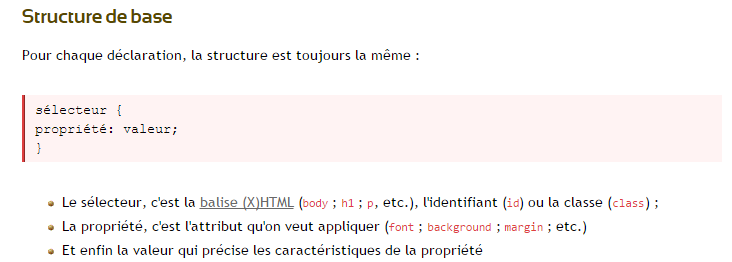 Structure de base
Pour chaque déclaration, la structure est toujours la même :
sélecteur {
propriété: valeur;
}
Le sélecteur, c'est la balise (X)HTML (body ; h1 ; p, etc.), l'identifiant (id) ou la classe (class) ;
La propriété, c'est l'attribut qu'on veut appliquer (font ; background ; margin ; etc.)
Et enfin la valeur qui précise les caractéristiques de la propriété